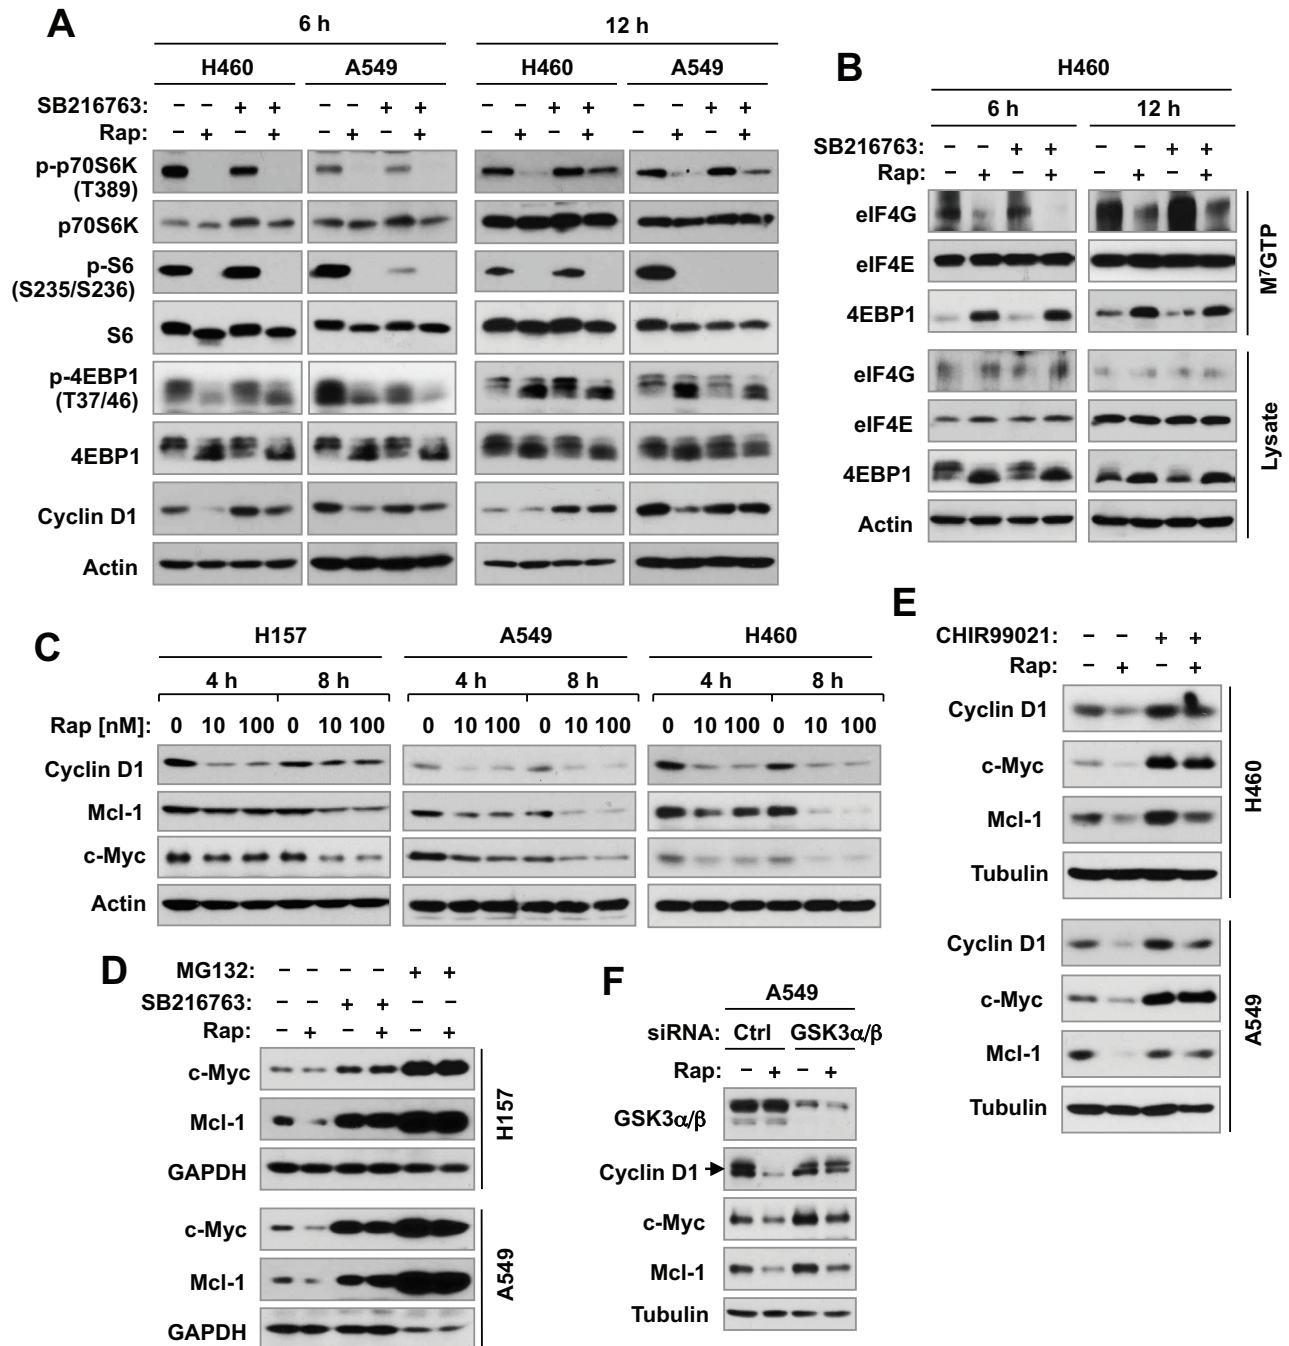 A
6 h
12 h
H460
A549
H460
A549
SB216763: − − + + − − + + − − + + − − + +
Rap: − + − + − + − + − + − + − + − +
p-p70S6K
(T389)
p70S6K
p-S6
(S235/S236)
S6
p-4EBP1
(T37/46)
4EBP1
Cyclin D1
Actin
B
H460
6 h
12 h
SB216763: − − + + − − + +
Rap: − + − + − + − +
eIF4G
eIF4E
4EBP1
M⁷GTP
eIF4G
eIF4E
4EBP1
Actin
Lysate
C
H157
A549
H460
4 h
8 h
4 h
8 h
4 h
8 h
Rap [nM]: 0 10 100 0 10 100 0 10 100 0 10 100 0 10 100 0 10 100
Cyclin D1
Mcl-1
c-Myc
Actin
D
MG132: − − − − + +
SB216763: − − + + − −
Rap: − + − + − +
c-Myc
Mcl-1
GAPDH
H157
c-Myc
Mcl-1
GAPDH
A549
E
CHIR99021: − − + +
Rap: − + − +
Cyclin D1
c-Myc
Mcl-1
Tubulin
H460
Cyclin D1
c-Myc
Mcl-1
Tubulin
A549
F
A549
siRNA: Ctrl GSK3α/β
Rap: − + − +
GSK3α/β
Cyclin D1
c-Myc
Mcl-1
Tubulin